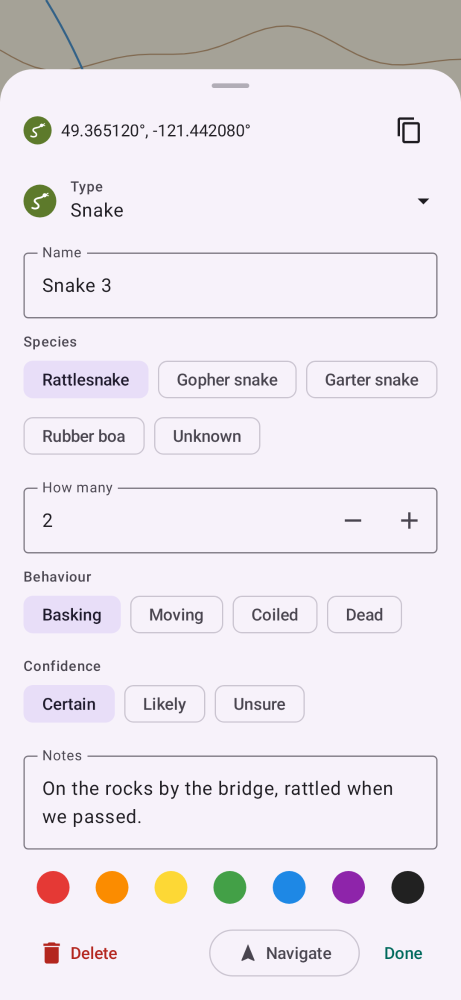 49.365120°, -121.442080°
Type
Snake
Name
Snake 3
Species
Rattlesnake
Gopher snake
Garter snake
Rubber boa
Unknown
How many
2
Behaviour
Basking
Moving
Coiled
Dead
Confidence
Certain
Likely
Unsure
Notes
On the rocks by the bridge, rattled when
we passed.
Delete
Navigate
Done